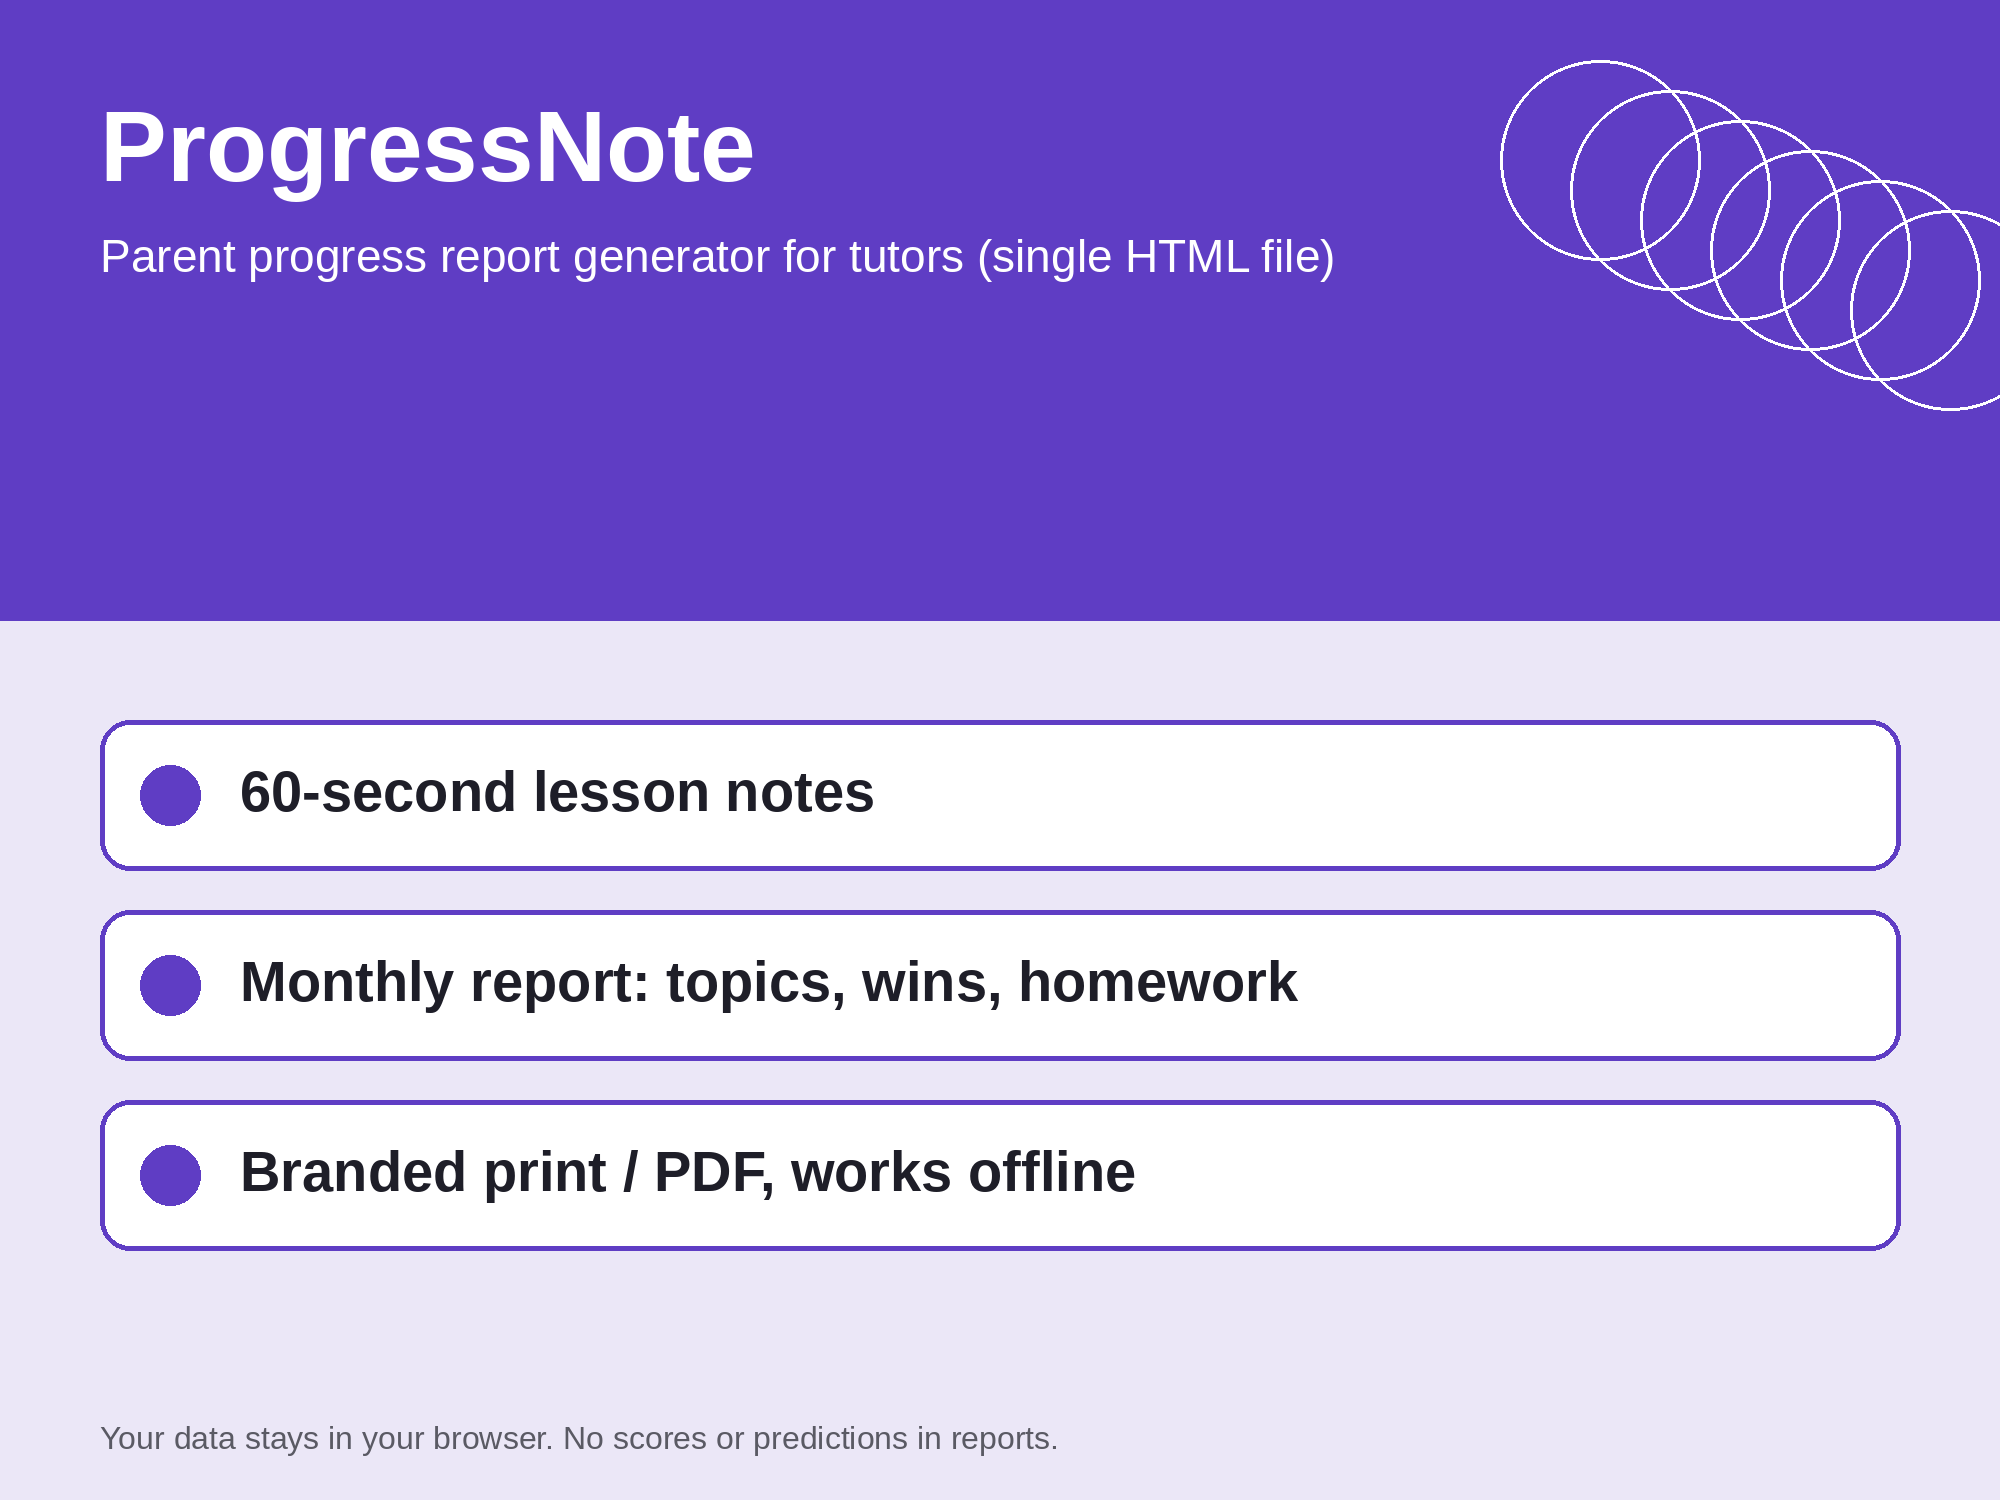 ProgressNote
Parent progress report generator for tutors (single HTML file)
60-second lesson notes
Monthly report: topics, wins, homework
Branded print / PDF, works offline
Your data stays in your browser. No scores or predictions in reports.